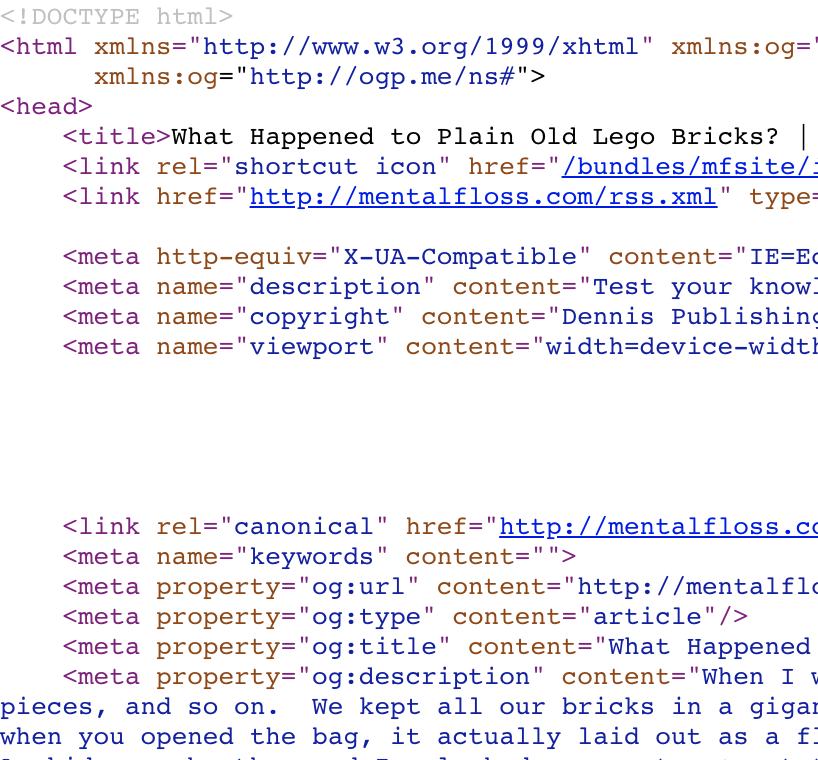 <!DOCTYPE html>
<html xmlns="http://www.w3.org/1999/xhtml" xmlns:og="
xmlns:og="http://ogp.me/ns#">
<head>
<title>What Happened to Plain Old Lego Bricks? |
<link rel="shortcut icon" href="/bundles/mfsite/
<link href="http://mentalfloss.com/rss.xml" type=
<meta http-equiv="X-UA-Compatible" content="IE=Ed
<meta name="description" content="Test your knowl
<meta name="copyright" content="Dennis Publishing
<meta name="viewport" content="width=device-width
<link rel="canonical" href="http://mentalfloss.co
<meta name="keywords" content="">
<meta property="og:url" content="http://mentalflo
<meta property="og:type" content="article"/>
<meta property="og:title" content="What Happened
<meta property="og:description" content="When I w
pieces, and so on.  We kept all our bricks in a gigan
when you opened the bag, it actually laid out as a fl